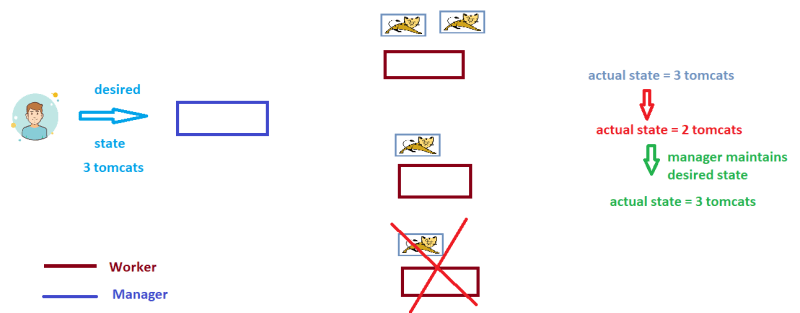 desired
state
3 tomcats
actual state = 3 tomcats
actual state = 2 tomcats
manager maintains
desired state
actual state = 3 tomcats
Worker
Manager